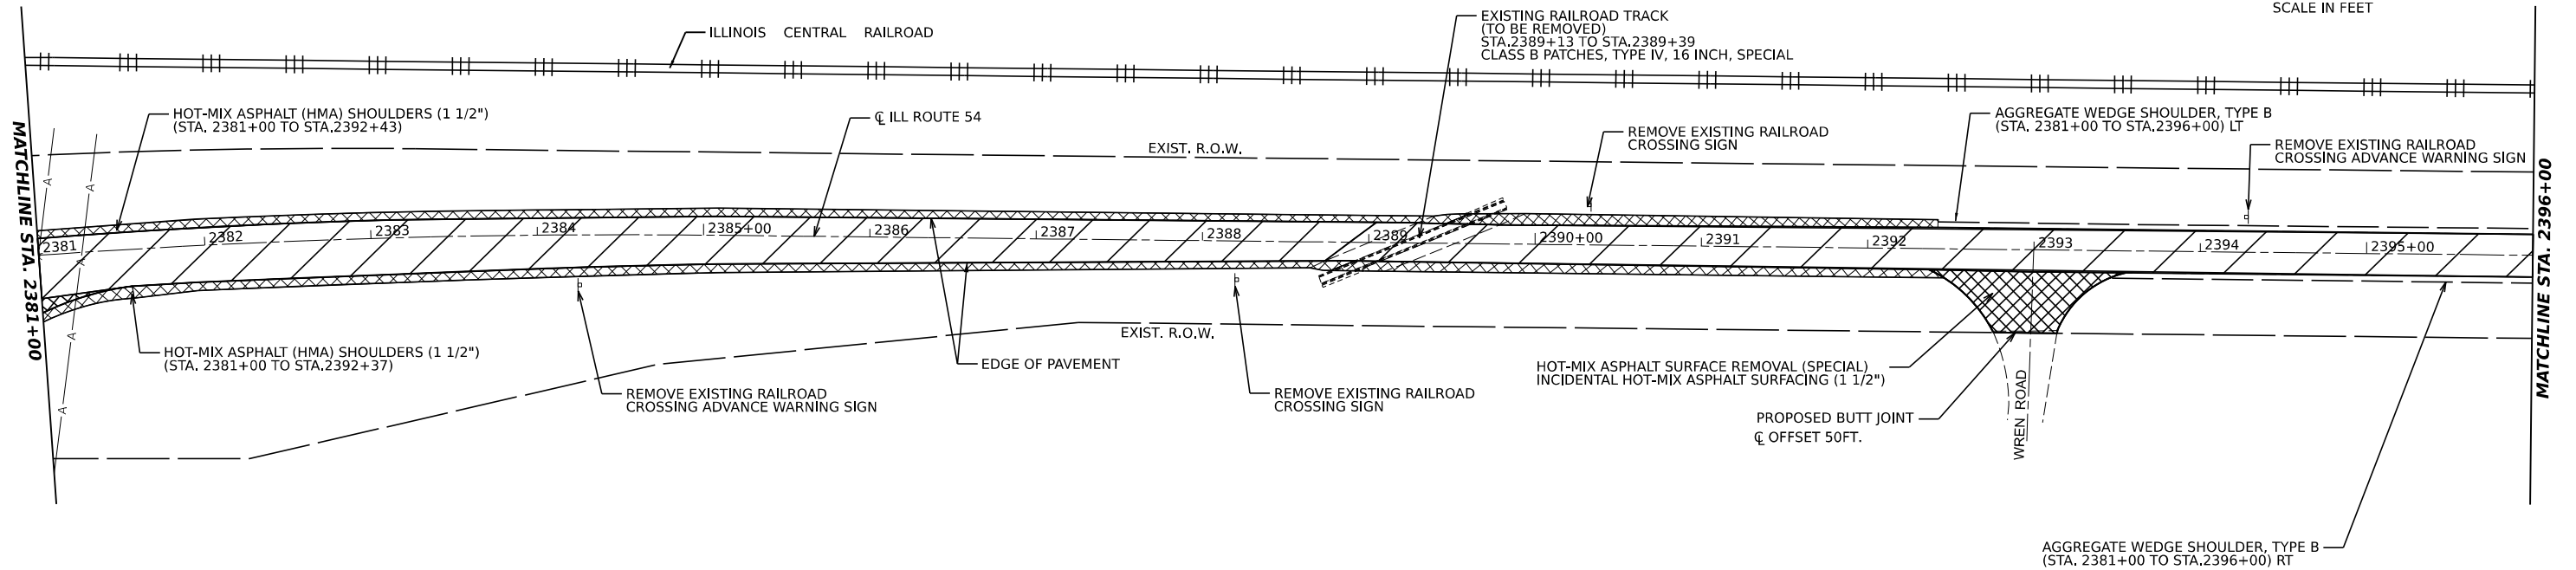 SCALE IN FEET
ILLINOIS CENTRAL RAILROAD
EXISTING RAILROAD TRACK
(TO BE REMOVED)
STA.2389+13 TO STA.2389+39
CLASS B PATCHES, TYPE IV, 16 INCH, SPECIAL
HOT-MIX ASPHALT (HMA) SHOULDERS (1 1/2")
(STA. 2381+00 TO STA.2392+43)
℄ ILL ROUTE 54
REMOVE EXISTING RAILROAD
CROSSING SIGN
AGGREGATE WEDGE SHOULDER, TYPE B
(STA. 2381+00 TO STA.2396+00) LT
REMOVE EXISTING RAILROAD
CROSSING ADVANCE WARNING SIGN
EXIST. R.O.W.
MATCHLINE STA. 2381+00
MATCHLINE STA. 2396+00
A
A
A
A
A
2381
2382
2383
2384
2385+00
2386
2387
2388
2389
2390+00
2391
2392
2393
2394
2395+00
EXIST. R.O.W.
HOT-MIX ASPHALT (HMA) SHOULDERS (1 1/2")
(STA. 2381+00 TO STA.2392+37)
EDGE OF PAVEMENT
REMOVE EXISTING RAILROAD
CROSSING ADVANCE WARNING SIGN
REMOVE EXISTING RAILROAD
CROSSING SIGN
HOT-MIX ASPHALT SURFACE REMOVAL (SPECIAL)
INCIDENTAL HOT-MIX ASPHALT SURFACING (1 1/2")
PROPOSED BUTT JOINT
℄ OFFSET 50FT.
WREN ROAD
AGGREGATE WEDGE SHOULDER, TYPE B
(STA. 2381+00 TO STA.2396+00) RT